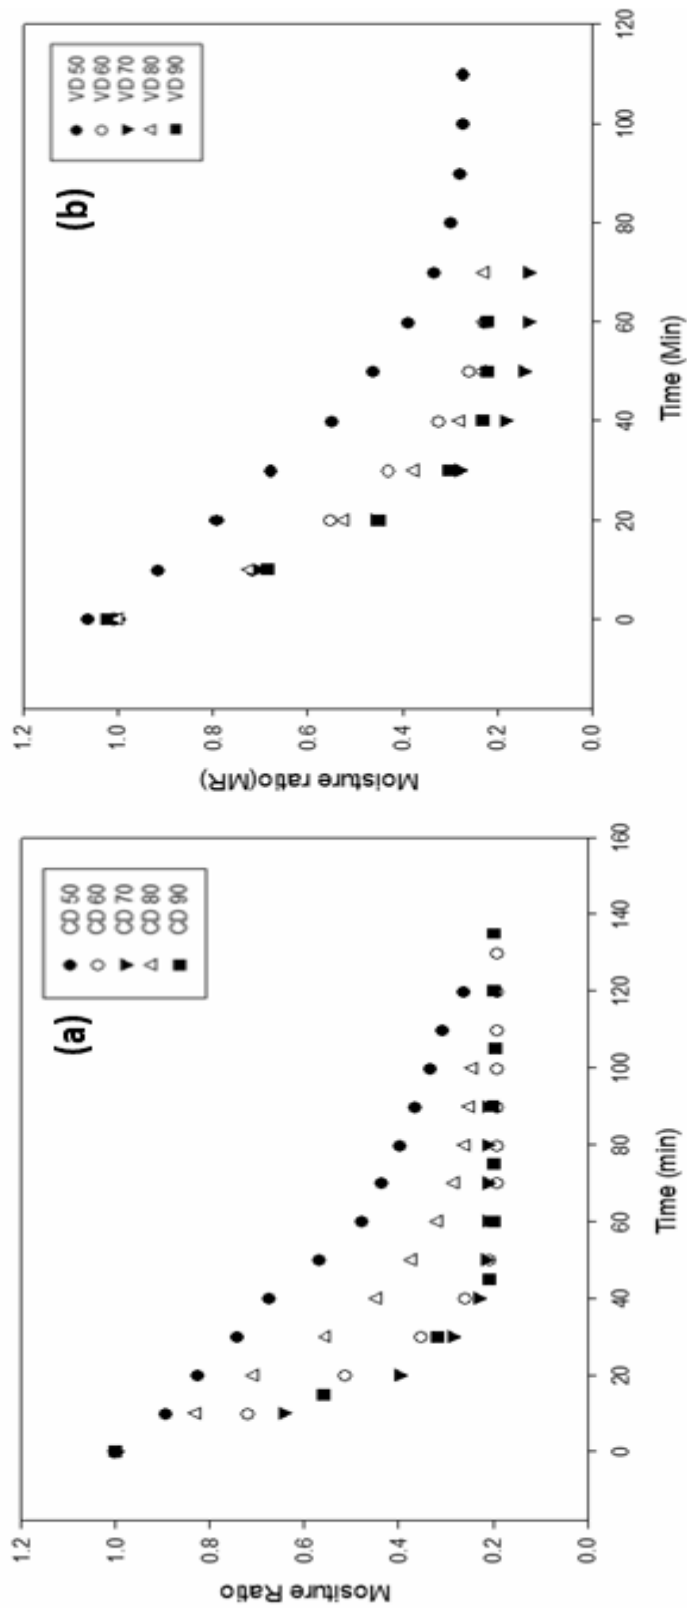 (a)
CD 50
CD 60
CD 70
CD 80
CD 90
Mositure Ratio
1.2
1.0
0.8
0.6
0.4
0.2
0.0
0 20 40 60 80 100 120 140 160
Time (min)
(b)
VD 50
VD 60
VD 70
VD 80
VD 90
Moisture ratio(MR)
1.2
1.0
0.8
0.6
0.4
0.2
0.0
0 20 40 60 80 100 120
Time (Min)